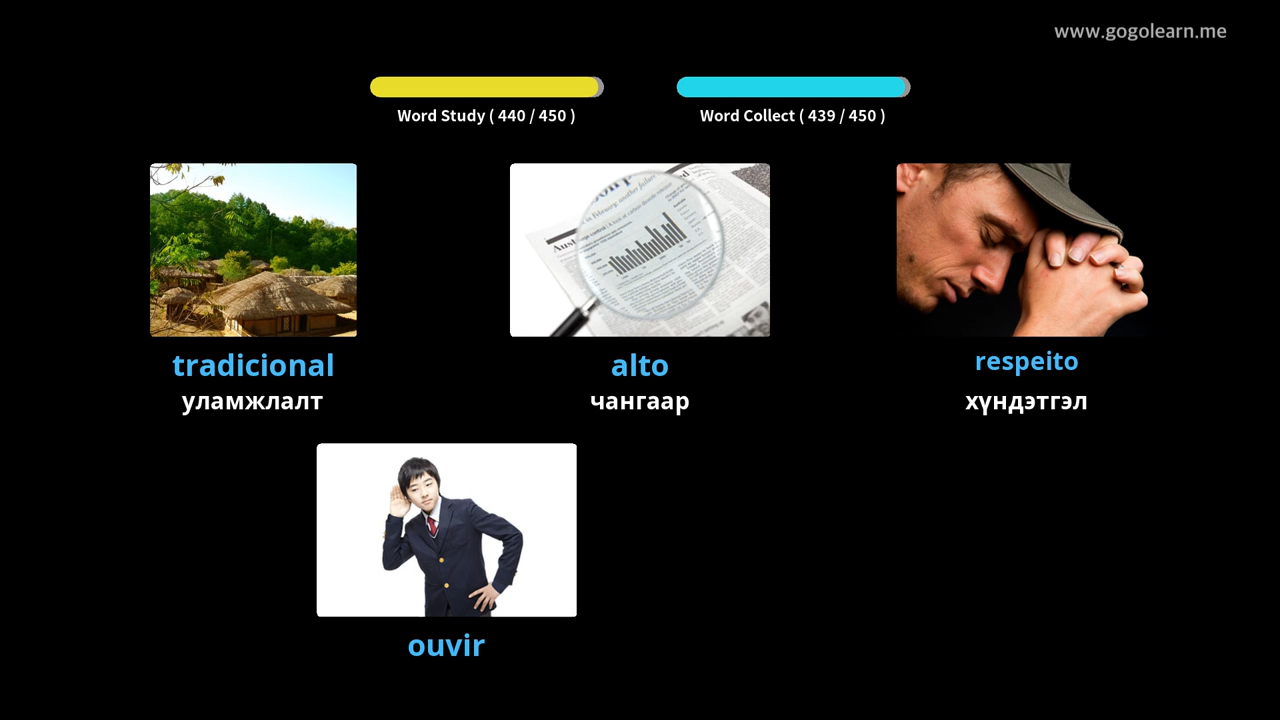 www.gogolearn.me
Word Study ( 440 / 450 )
Word Collect ( 439 / 450 )
tradicional
alto
respeito
уламжлалт
чангаар
хүндэтгэл
ouvir